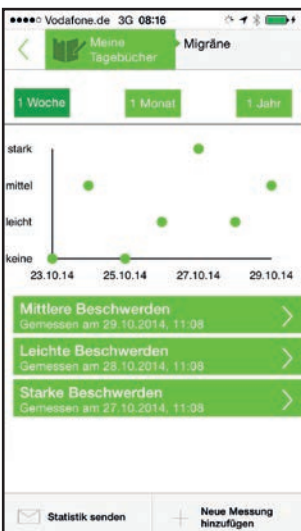 Vodafone.de 3G 08:16
Meine
Tagebücher
Migräne
1 Woche 1 Monat 1 Jahr
stark
mittel
leicht
keine
23.10.14 25.10.14 27.10.14 29.10.14
Mittlere Beschwerden
Gemessen am 29.10.2014, 11:08
Leichte Beschwerden
Gemessen am 28.10.2014, 11:08
Starke Beschwerden
Gemessen am 27.10.2014, 11:08
Statistik senden
Neue Messung
hinzufügen